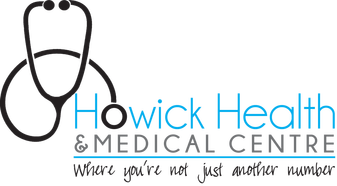 Howick Health
& MEDICAL CENTRE
Where you're not just another number